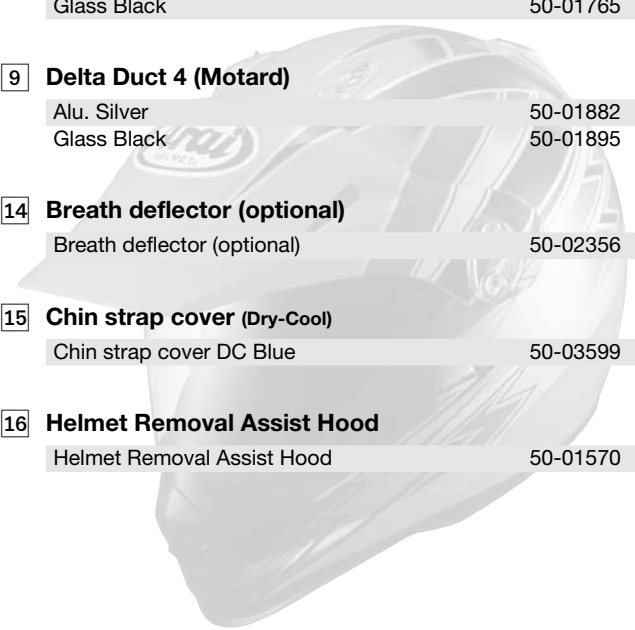 Glass Black 50-01765
9 Delta Duct 4 (Motard)
Alu. Silver 50-01882
Glass Black 50-01895
14 Breath deflector (optional)
Breath deflector (optional) 50-02356
15 Chin strap cover (Dry-Cool)
Chin strap cover DC Blue 50-03599
16 Helmet Removal Assist Hood
Helmet Removal Assist Hood 50-01570
Arai
HELMET